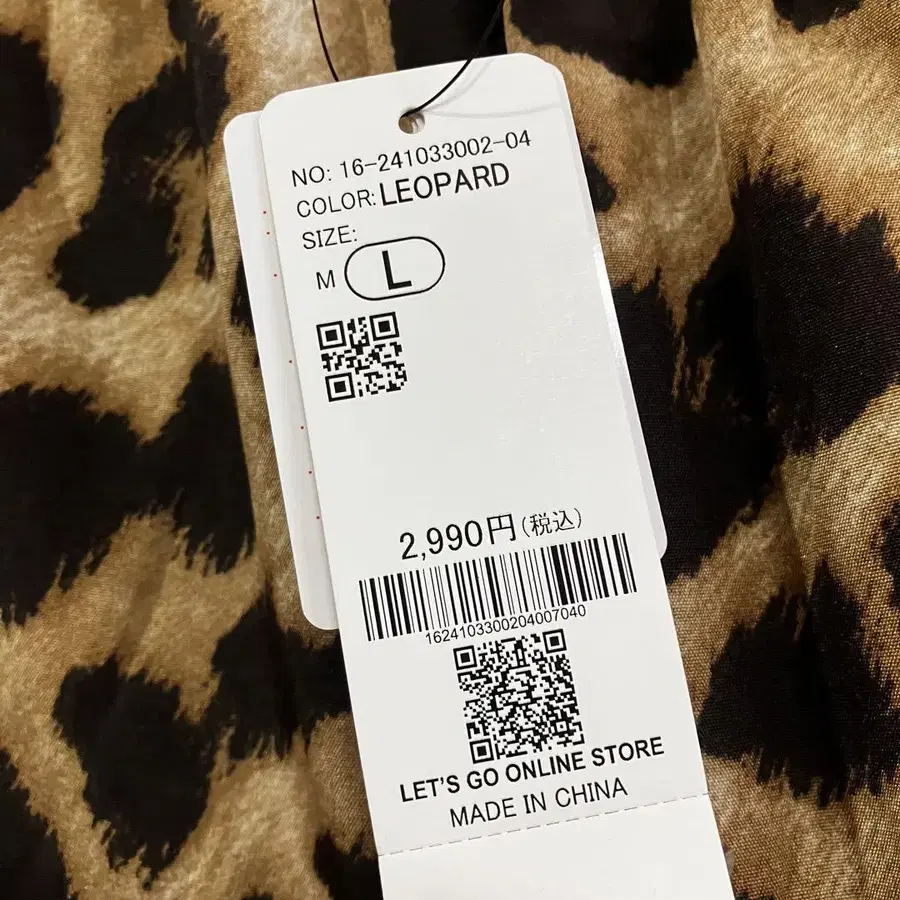 NO: 16-241033002-04
COLOR: LEOPARD
SIZE:
M L
2,990円(税込)
1624103300204007040
LET'S GO ONLINE STORE
MADE IN CHINA